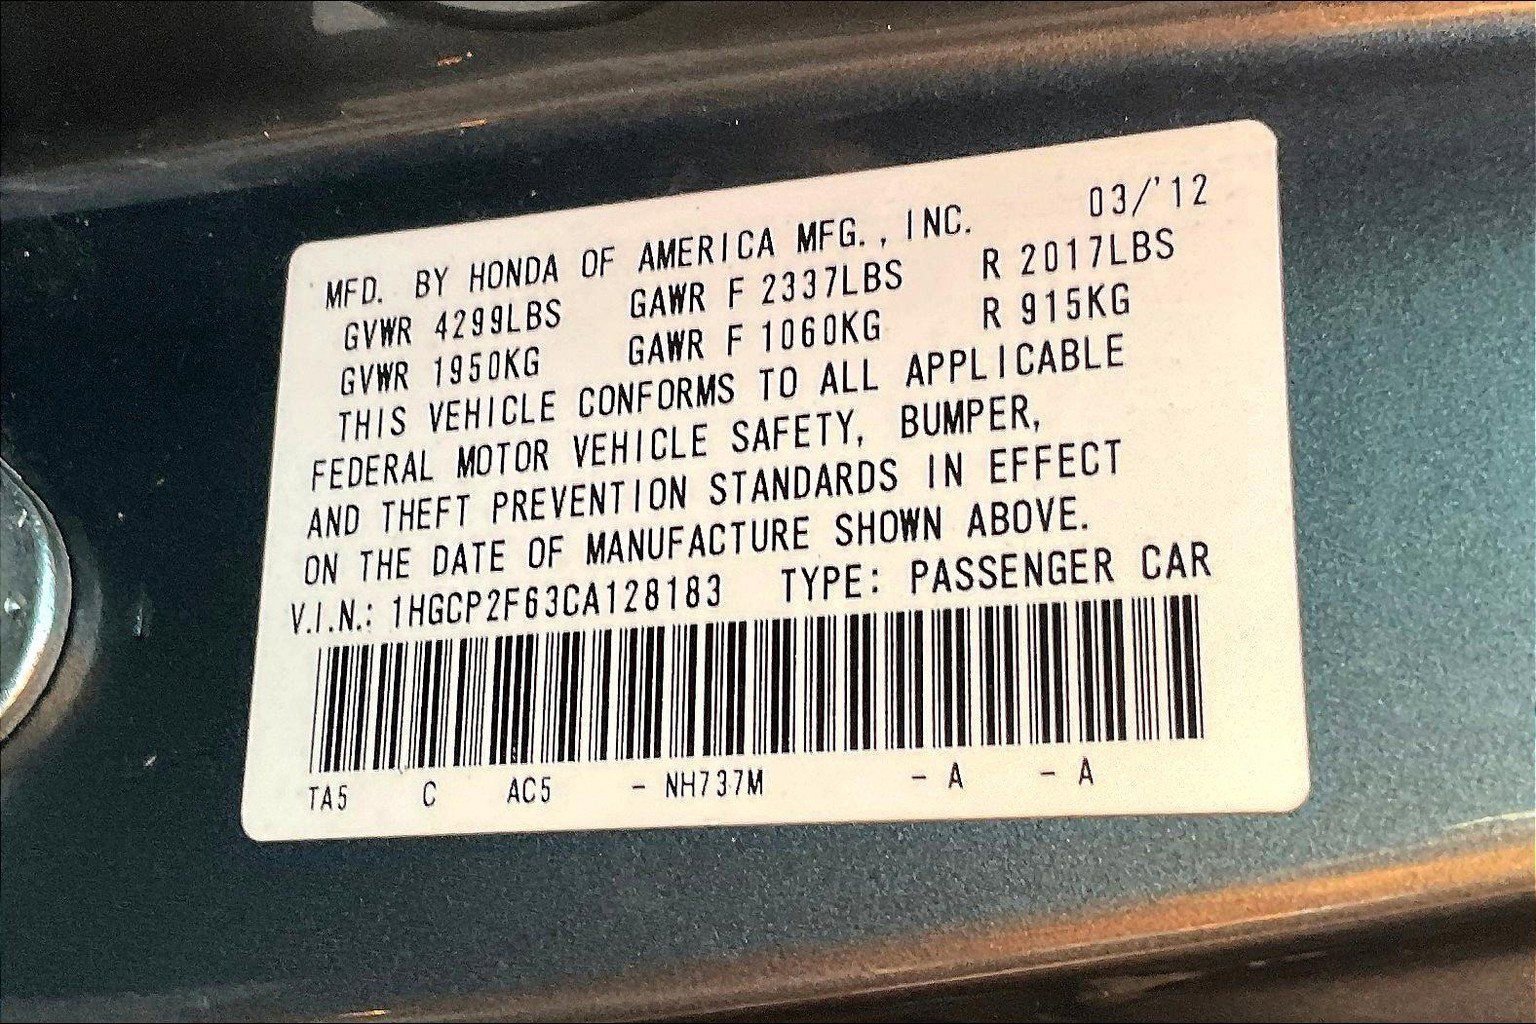 MFD. BY HONDA OF AMERICA MFG., INC. 03/'12
GVWR 4299LBS GAWR F 2337LBS R 2017LBS
GVWR 1950KG GAWR F 1060KG R 915KG
THIS VEHICLE CONFORMS TO ALL APPLICABLE
FEDERAL MOTOR VEHICLE SAFETY, BUMPER,
AND THEFT PREVENTION STANDARDS IN EFFECT
ON THE DATE OF MANUFACTURE SHOWN ABOVE.
V.I.N.: 1HGCP2F63CA128183 TYPE: PASSENGER CAR
TA5 C AC5 - NH737M - A - A